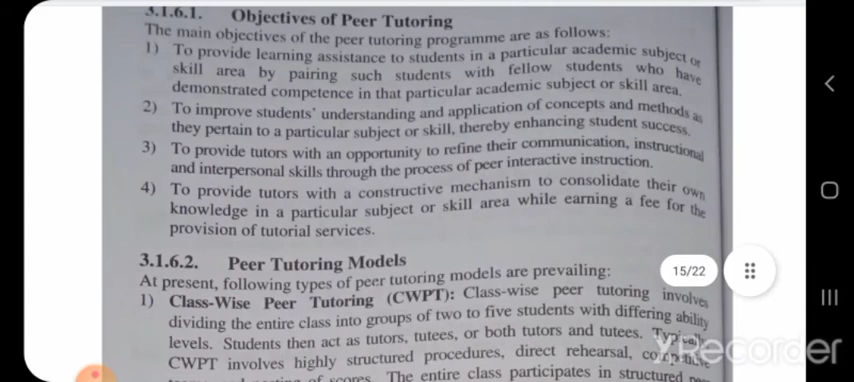 3.1.6.1. Objectives of Peer Tutoring
The main objectives of the peer tutoring programme are as follows:
1) To provide learning assistance to students in a particular academic subject or
skill area by pairing such students with fellow students who have
demonstrated competence in that particular academic subject or skill area.
2) To improve students' understanding and application of concepts and methods as
they pertain to a particular subject or skill, thereby enhancing student success.
3) To provide tutors with an opportunity to refine their communication, instructional
and interpersonal skills through the process of peer interactive instruction.
4) To provide tutors with a constructive mechanism to consolidate their own
knowledge in a particular subject or skill area while earning a fee for the
provision of tutorial services.
3.1.6.2. Peer Tutoring Models
At present, following types of peer tutoring models are prevailing:
15/22
1) Class-Wise Peer Tutoring (CWPT): Class-wise peer tutoring involves
dividing the entire class into groups of two to five students with differing ability
levels. Students then act as tutors, tutees, or both tutors and tutees. Typically
CWPT involves highly structured procedures, direct rehearsal, competitive
of scores. The entire class participates in structured
Recorder